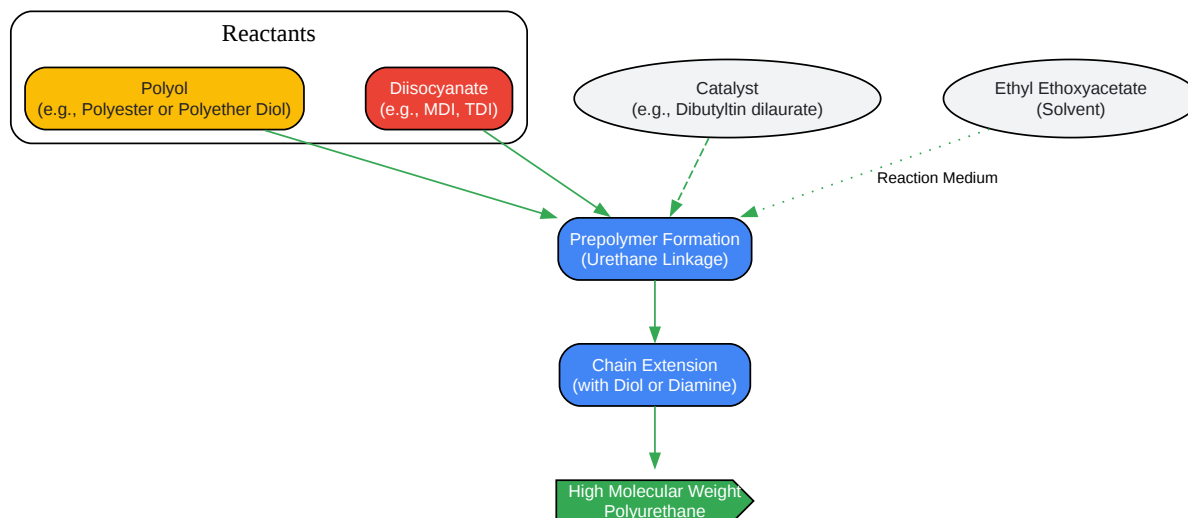 Reactants
Polyol
(e.g., Polyester or Polyether Diol)
Diisocyanate
(e.g., MDI, TDI)
Catalyst
(e.g., Dibutyltin dilaurate)
Ethyl Ethoxyacetate
(Solvent)
Reaction Medium
Prepolymer Formation
(Urethane Linkage)
Chain Extension
(with Diol or Diamine)
High Molecular Weight
Polyurethane